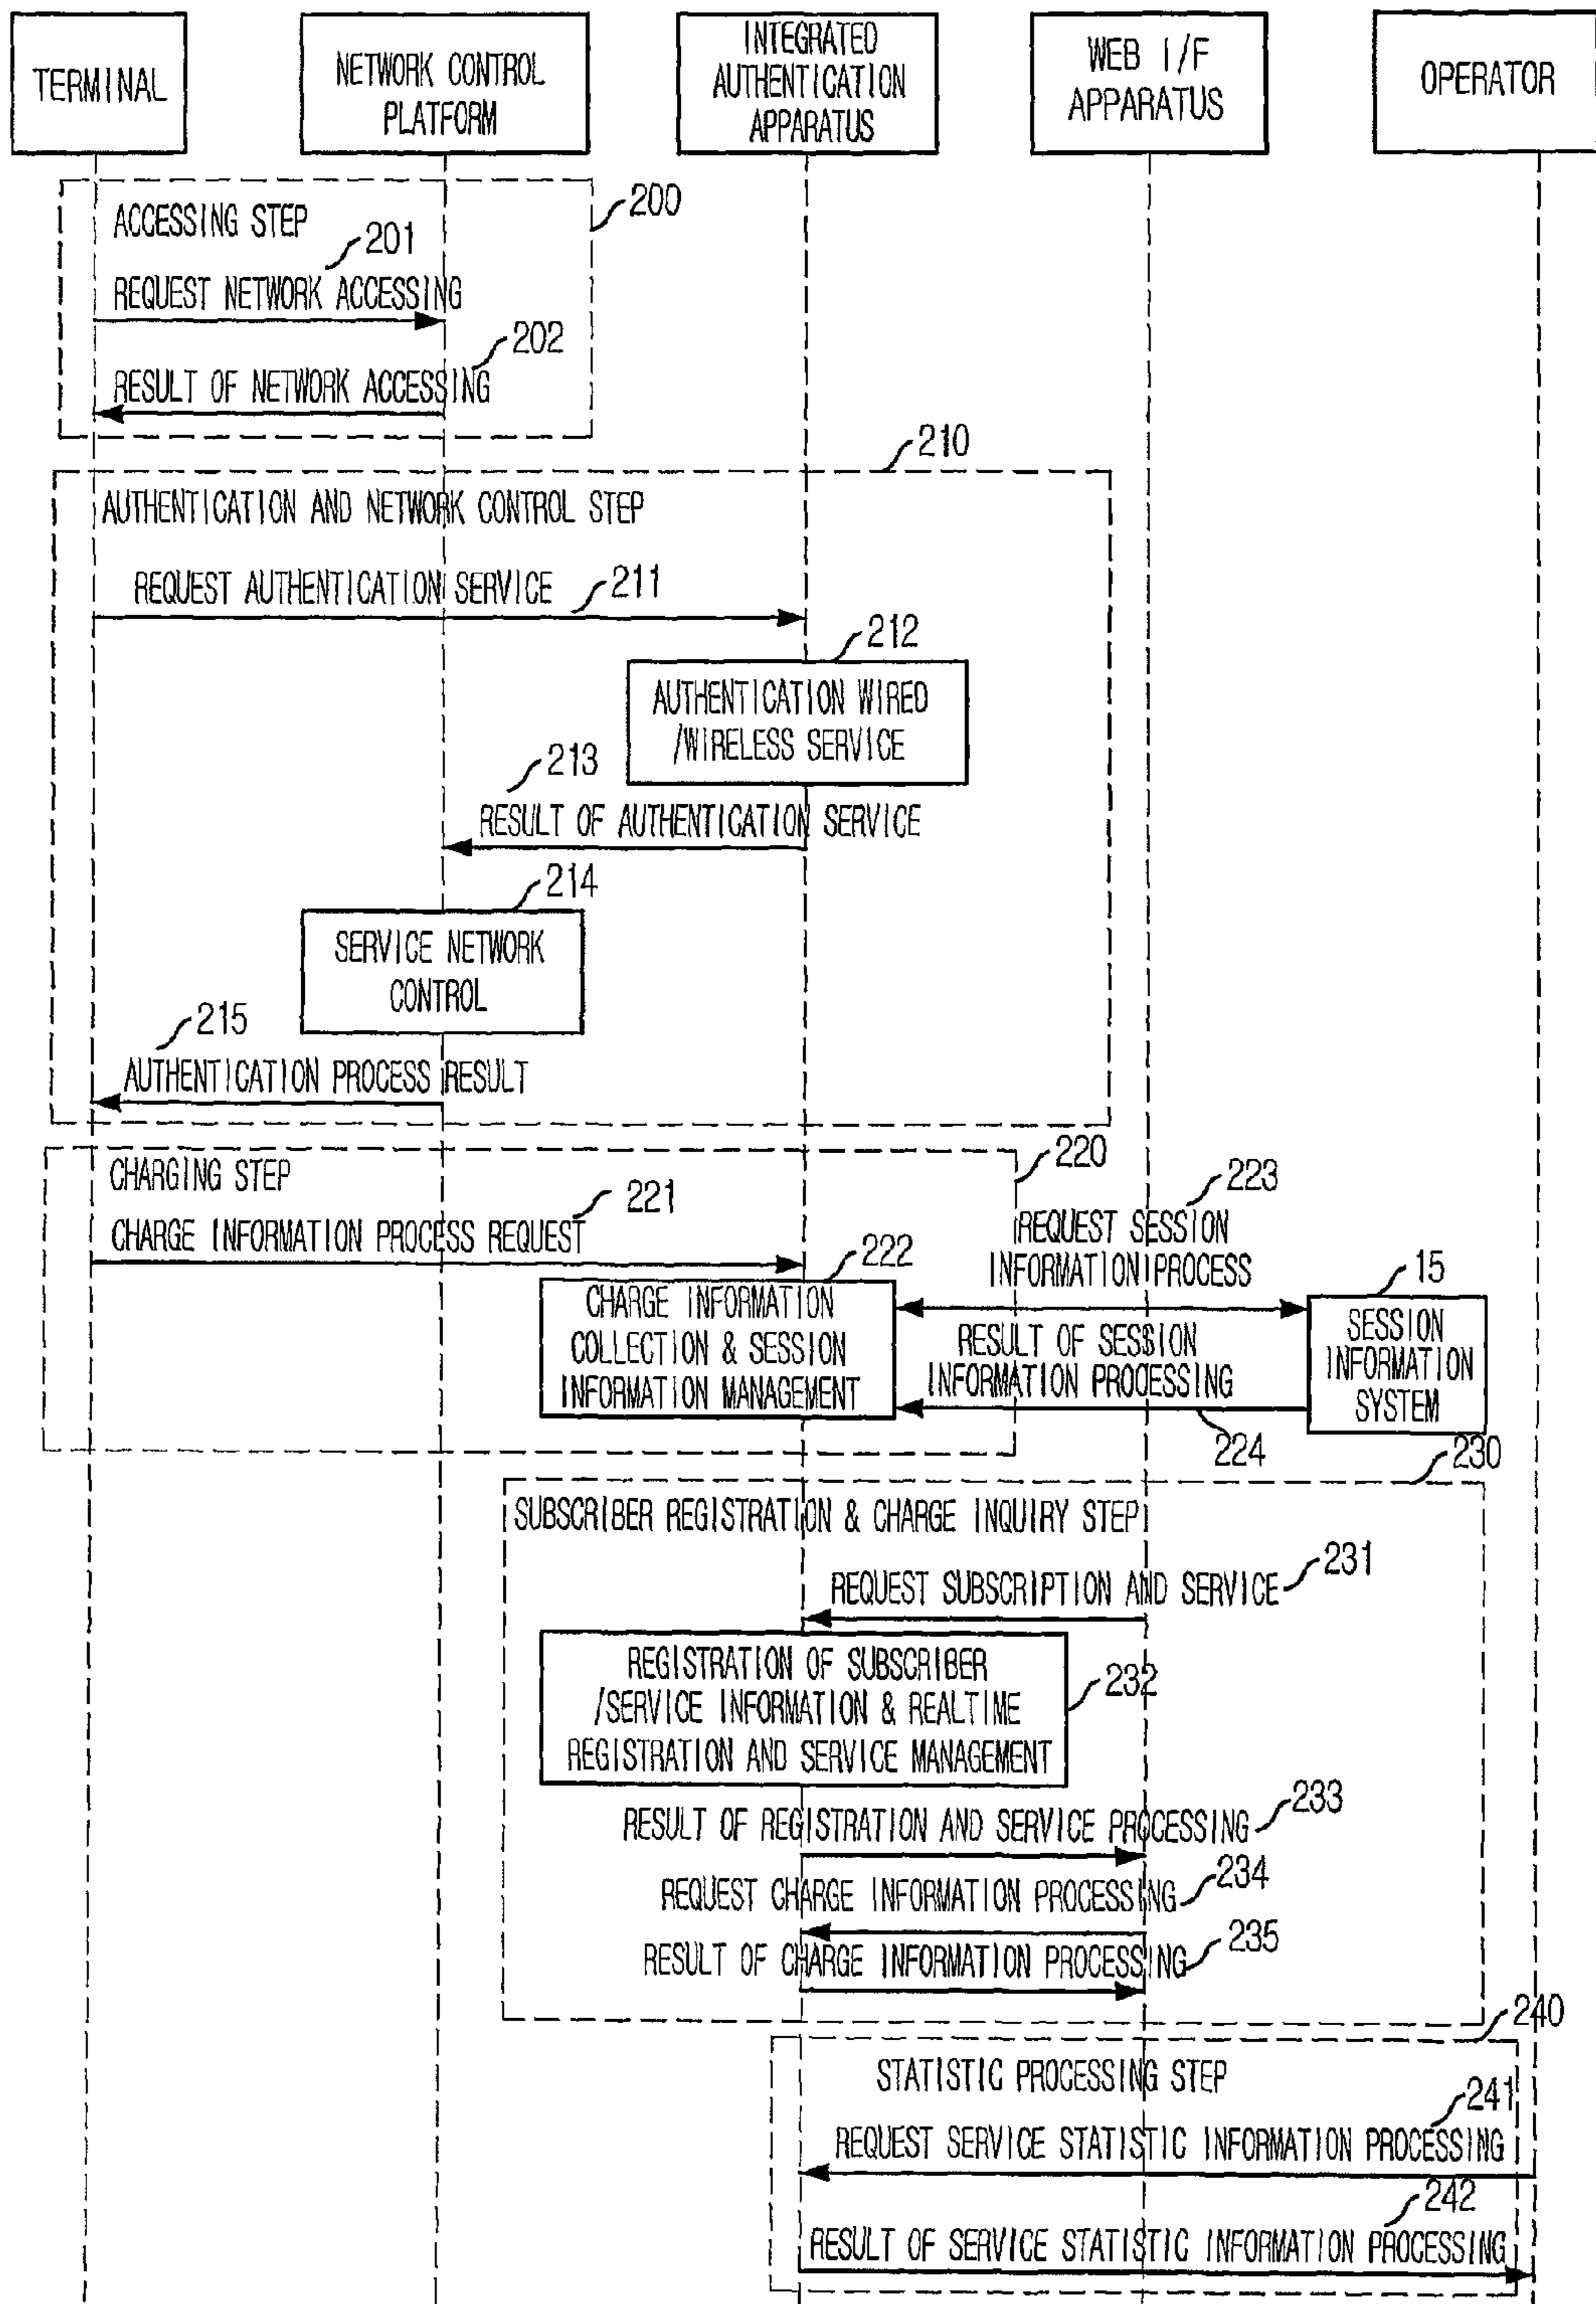 TERMINAL
NETWORK CONTROL
PLATFORM
INTEGRATED
AUTHENTICATION
APPARATUS
WEB I/F
APPARATUS
OPERATOR
200
ACCESSING STEP
201
REQUEST NETWORK ACCESSING
202
RESULT OF NETWORK ACCESSING
210
AUTHENTICATION AND NETWORK CONTROL STEP
REQUEST AUTHENTICATION SERVICE
211
212
AUTHENTICATION WIRED
/WIRELESS SERVICE
213
RESULT OF AUTHENTICATION SERVICE
214
SERVICE NETWORK
CONTROL
215
AUTHENTICATION PROCESS RESULT
220
CHARGING STEP
221
CHARGE INFORMATION PROCESS REQUEST
222
CHARGE INFORMATION
COLLECTION & SESSION
INFORMATION MANAGEMENT
223
REQUEST SESSION
INFORMATION PROCESS
15
SESSION
INFORMATION
SYSTEM
RESULT OF SESSION
INFORMATION PROCESSING
224
230
SUBSCRIBER REGISTRATION & CHARGE INQUIRY STEP
REQUEST SUBSCRIPTION AND SERVICE
231
REGISTRATION OF SUBSCRIBER
/SERVICE INFORMATION & REALTIME
REGISTRATION AND SERVICE MANAGEMENT
232
RESULT OF REGISTRATION AND SERVICE PROCESSING
233
REQUEST CHARGE INFORMATION PROCESSING
234
RESULT OF CHARGE INFORMATION PROCESSING
235
240
STATISTIC PROCESSING STEP
241
REQUEST SERVICE STATISTIC INFORMATION PROCESSING
242
RESULT OF SERVICE STATISTIC INFORMATION PROCESSING